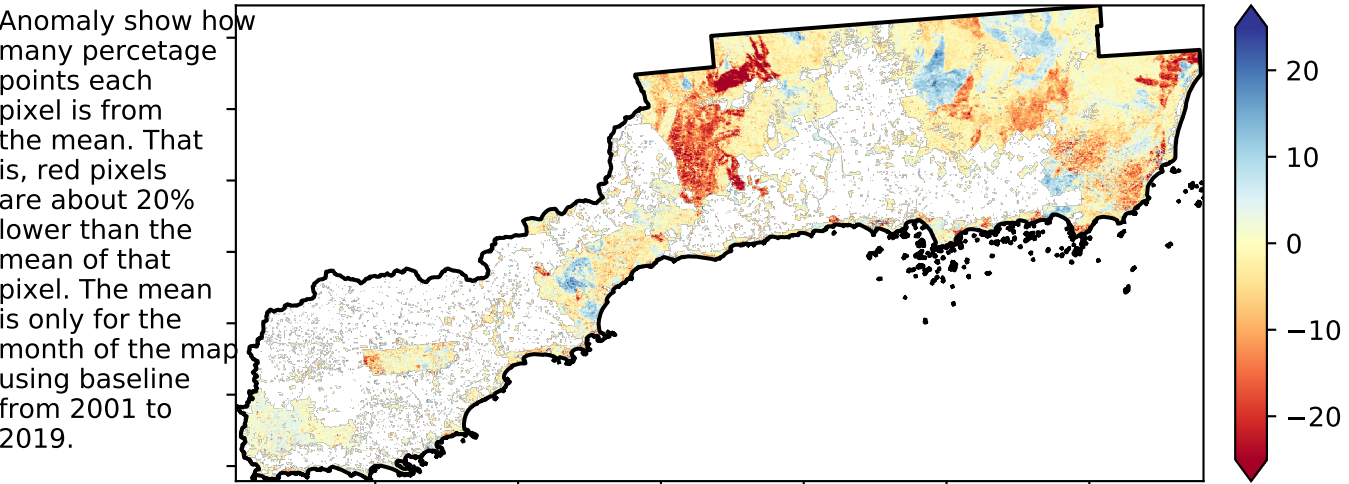 Anomaly show how
many percetage
points each
pixel is from
the mean. That
is, red pixels
are about 20%
lower than the
mean of that
pixel. The mean
is only for the
month of the map
using baseline
from 2001 to
2019.
20
10
0
−10
−20